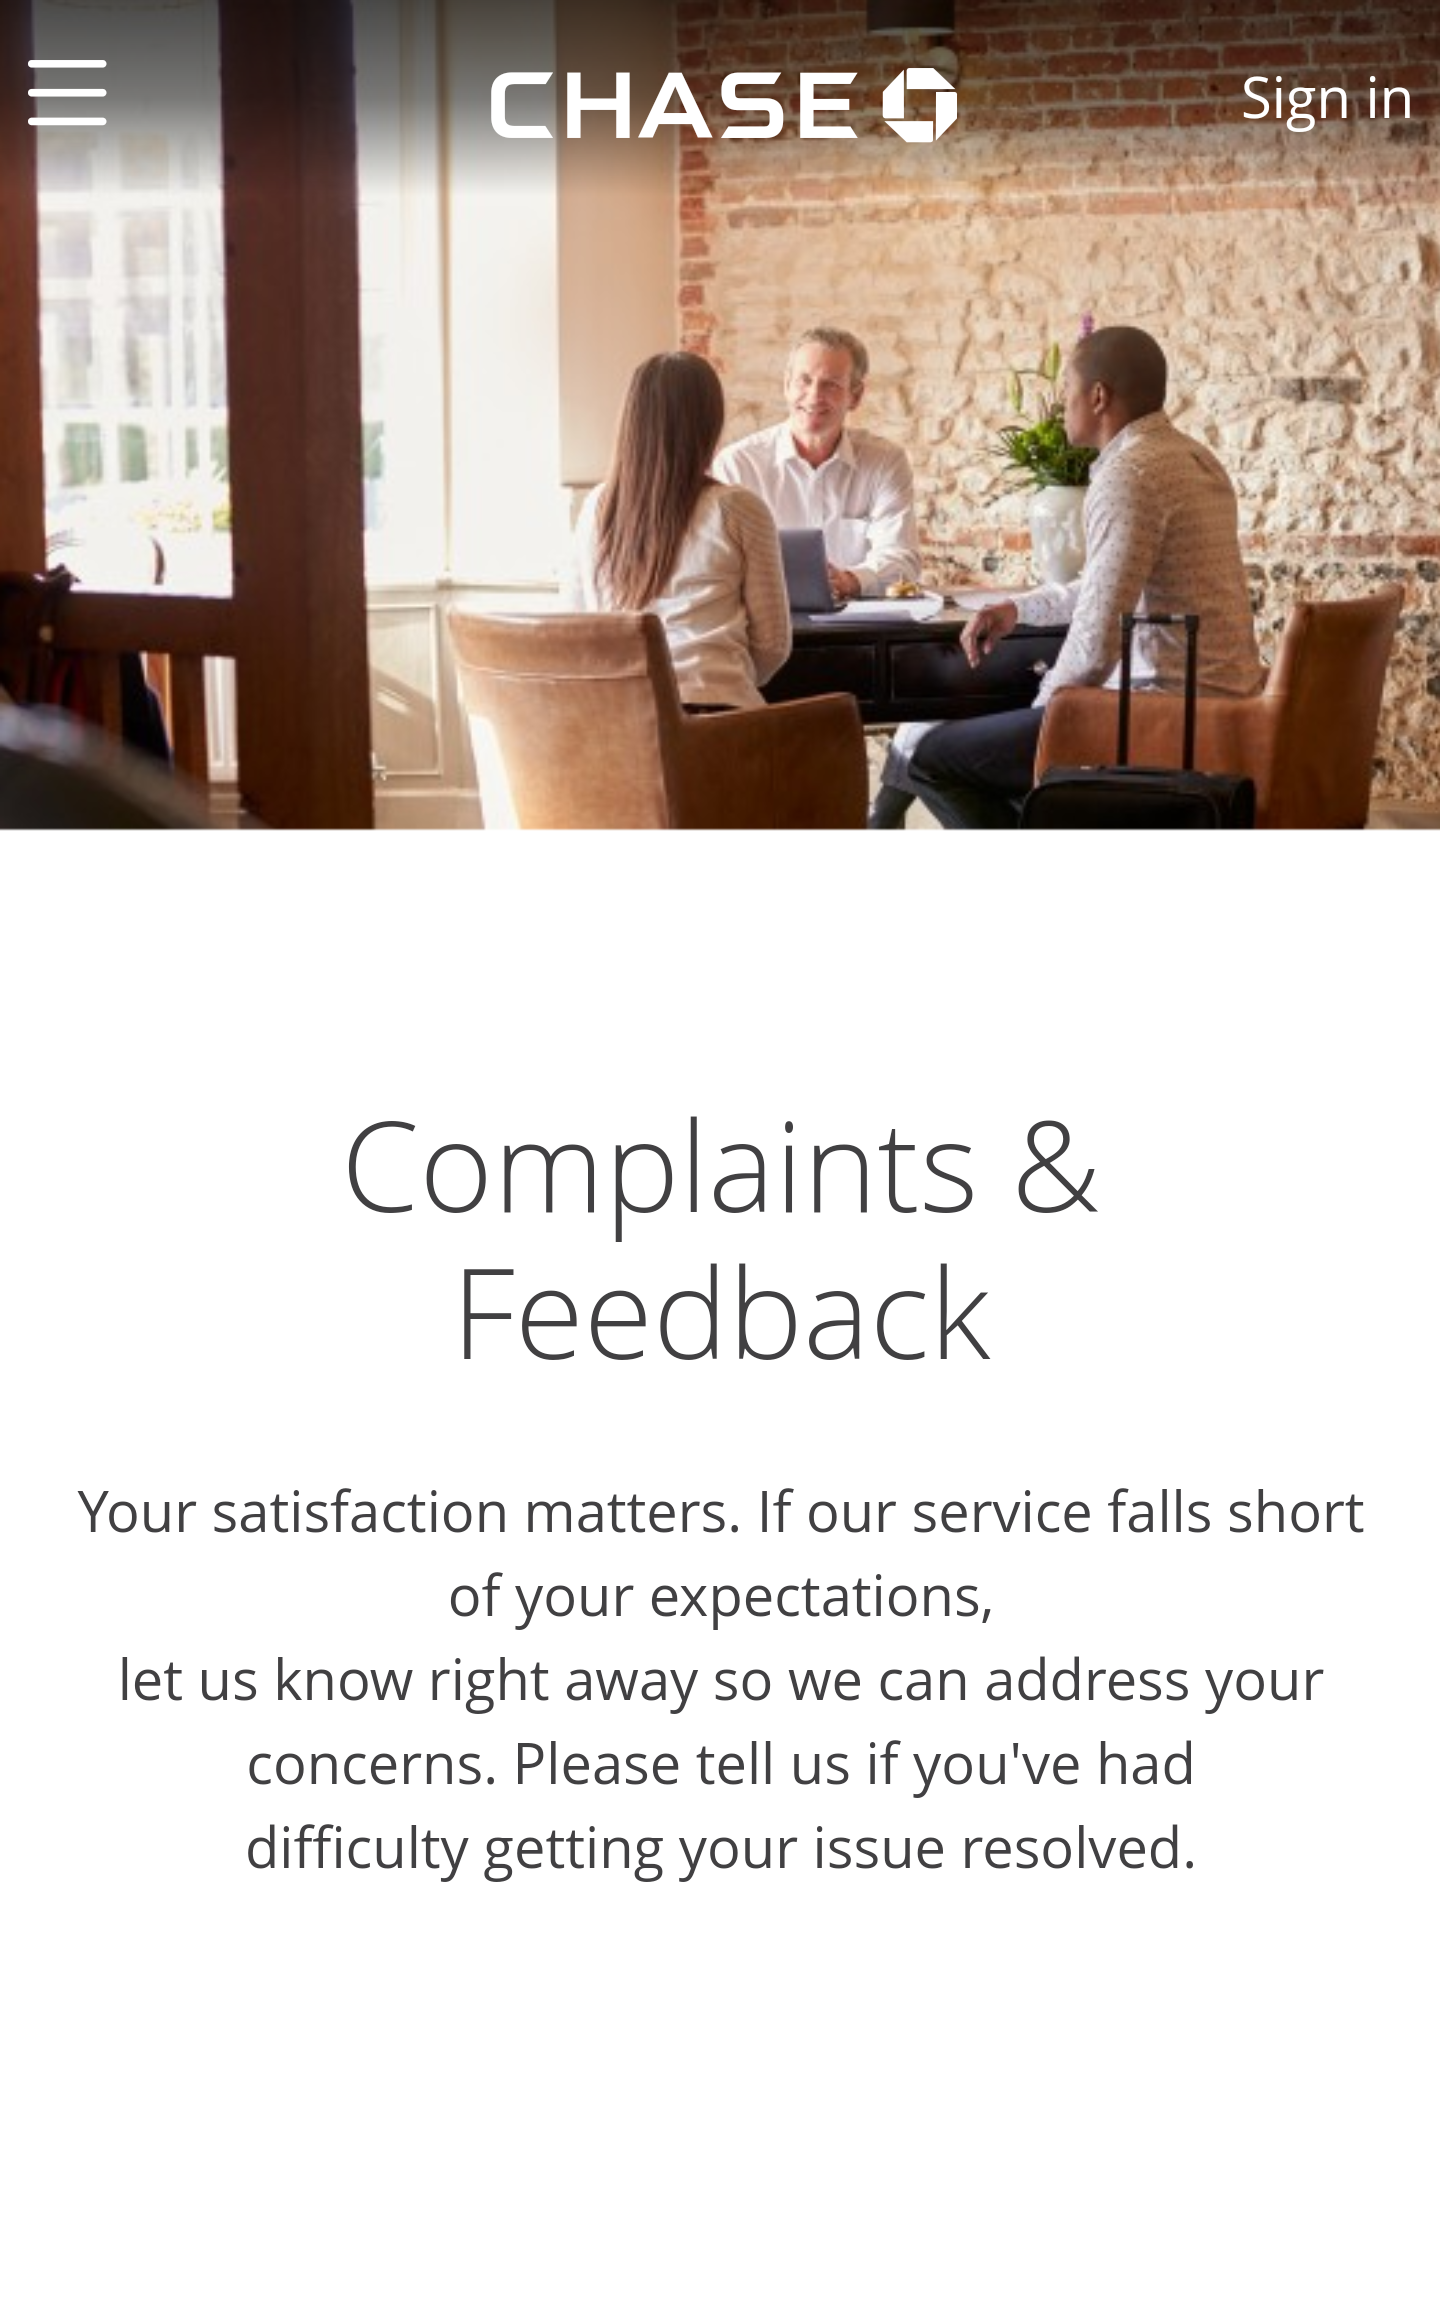 CHASE
Sign in
Complaints &
Feedback
Your satisfaction matters. If our service falls short
of your expectations,
let us know right away so we can address your
concerns. Please tell us if you've had
difficulty getting your issue resolved.